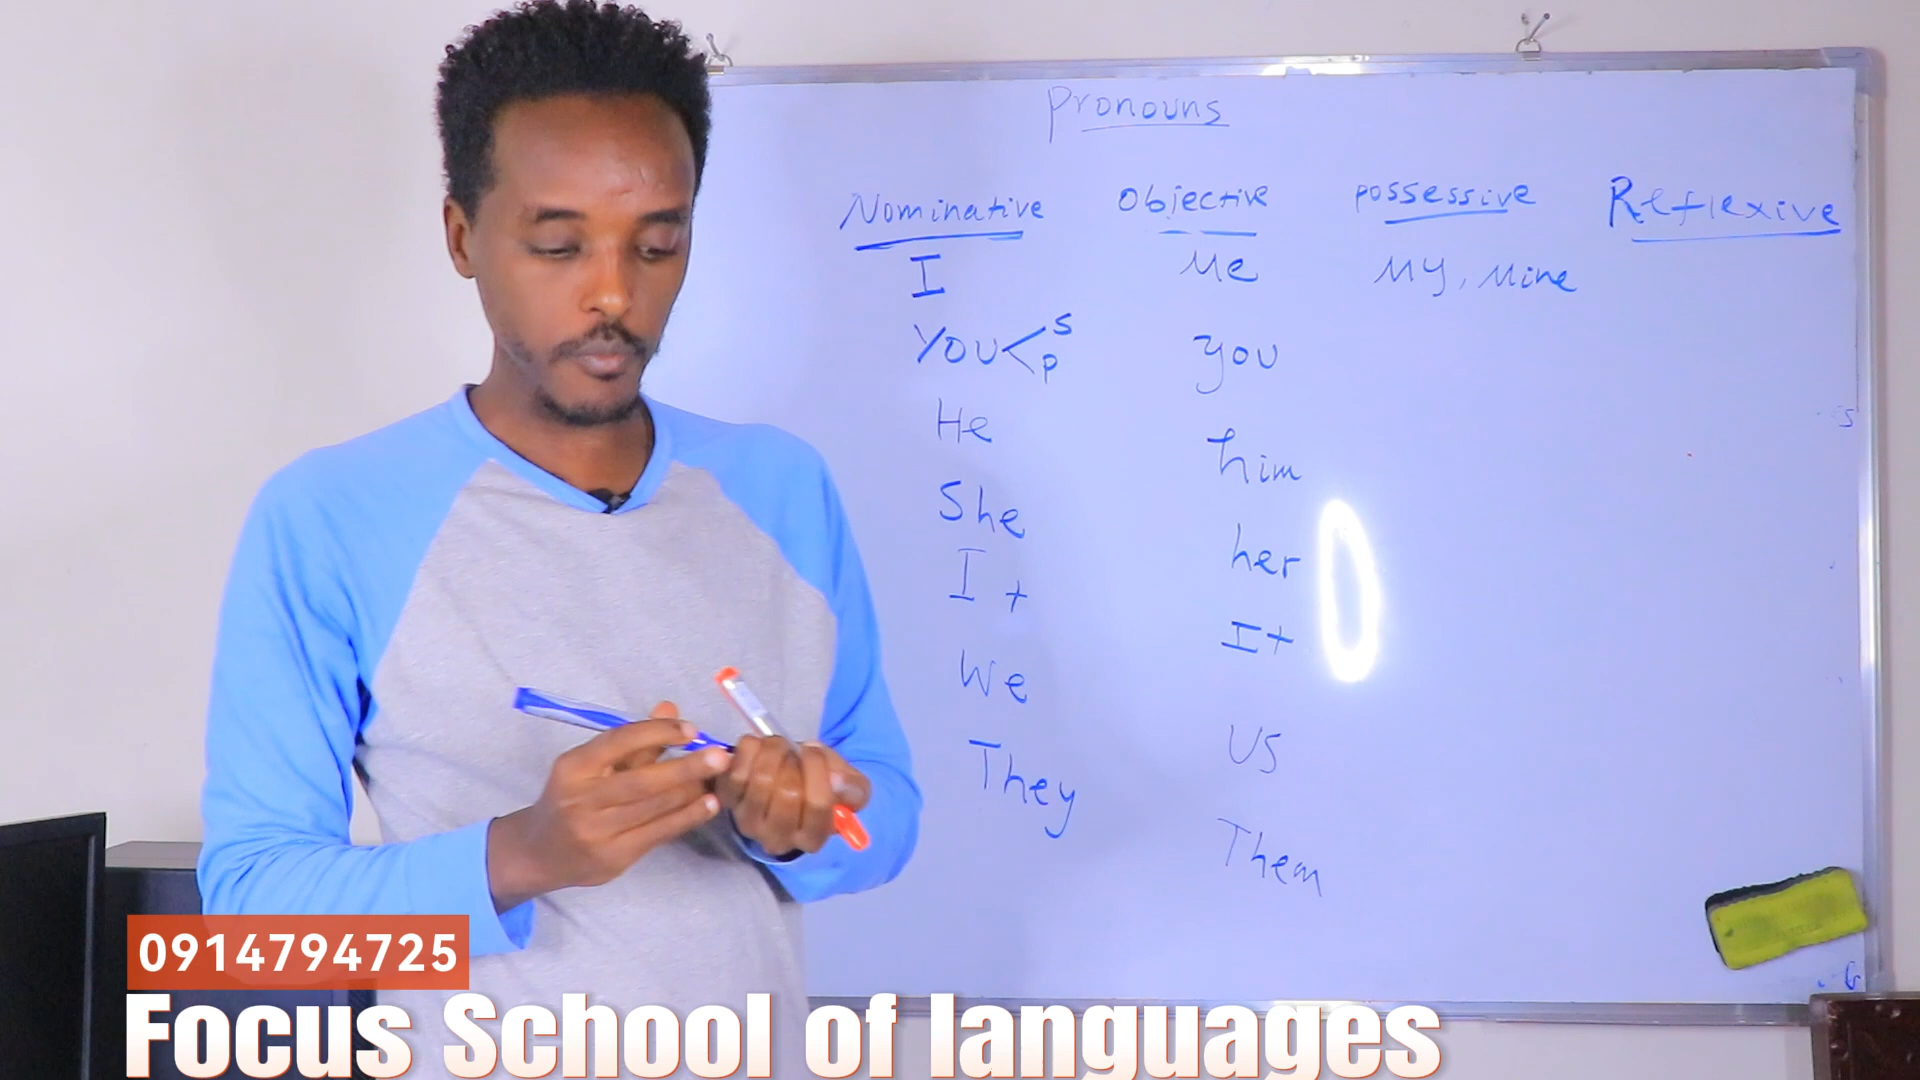 Pronouns
Nominative Objective possessive Reflexive
I Me My, Mine
You < s p you
He him
She her
It It
We US
They Them
0914794725
Focus School of languages